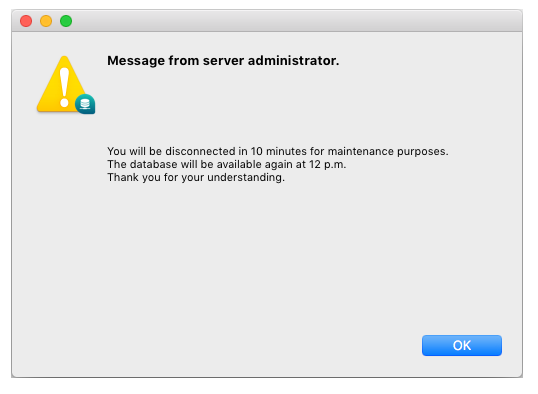 Message from server administrator.
You will be disconnected in 10 minutes for maintenance purposes.
The database will be available again at 12 p.m.
Thank you for your understanding.
OK